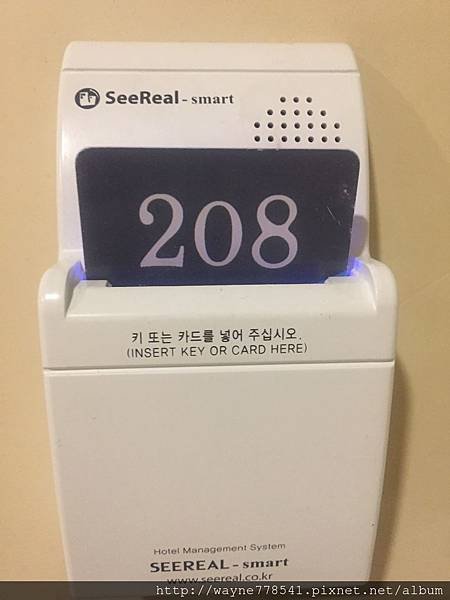 SeeReal - smart
208
키 또는 카드를 넣어 주십시오.
(INSERT KEY OR CARD HERE)
Hotel Management System
SEEREAL - smart
www.seereal.co.kr
http://wayne778541.pixnet.net/album